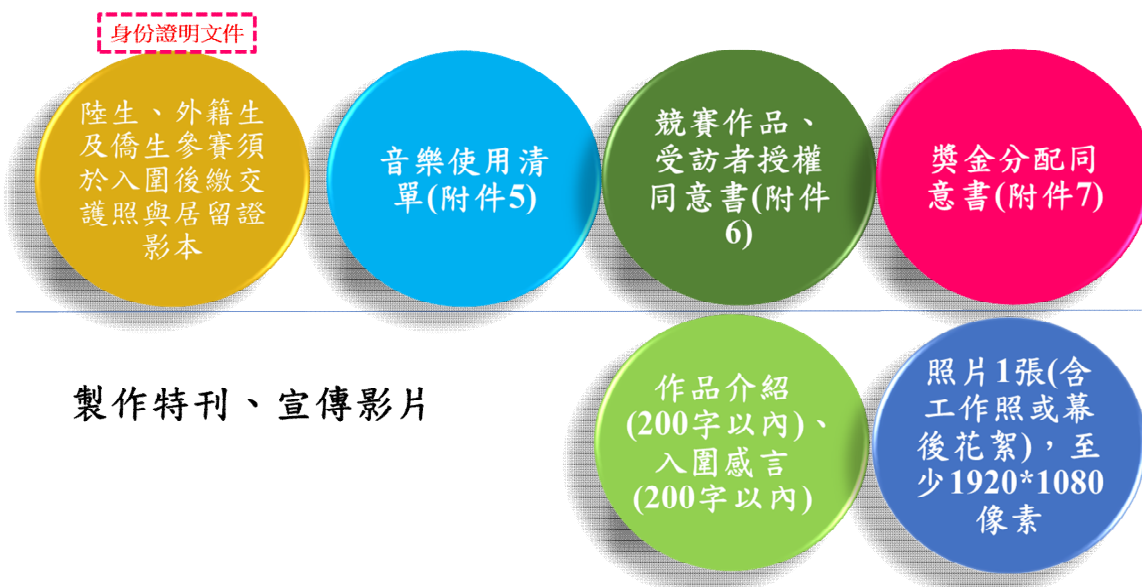 身份證明文件
陸生、外籍生
及僑生參賽須
於入圍後繳交
護照與居留證
影本
音樂使用清
單(附件5)
競賽作品、
受訪者授權
同意書(附件
6)
獎金分配同
意書(附件7)
製作特刊、宣傳影片
作品介紹
(200字以內)、
入圍感言
(200字以內)
照片1張(含
工作照或幕
後花絮)，至
少1920*1080
像素